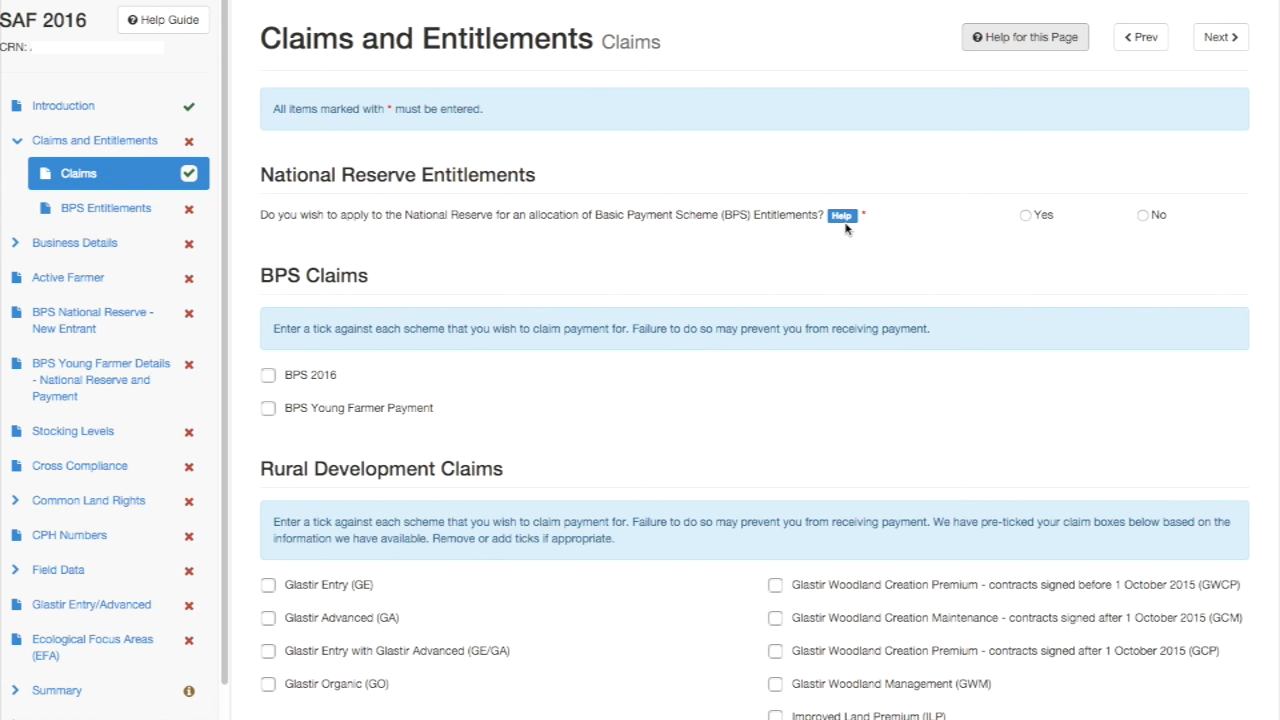 SAF 2016
Help Guide
CRN:
Introduction
Claims and Entitlements
Claims
BPS Entitlements
Business Details
Active Farmer
BPS National Reserve -
New Entrant
BPS Young Farmer Details
- National Reserve and
Payment
Stocking Levels
Cross Compliance
Common Land Rights
CPH Numbers
Field Data
Glastir Entry/Advanced
Ecological Focus Areas
(EFA)
Summary
Claims and Entitlements Claims
Help for this Page
Prev
Next
All items marked with * must be entered.
National Reserve Entitlements
Do you wish to apply to the National Reserve for an allocation of Basic Payment Scheme (BPS) Entitlements? Help * Yes No
BPS Claims
Enter a tick against each scheme that you wish to claim payment for. Failure to do so may prevent you from receiving payment.
BPS 2016
BPS Young Farmer Payment
Rural Development Claims
Enter a tick against each scheme that you wish to claim payment for. Failure to do so may prevent you from receiving payment. We have pre-ticked your claim boxes below based on the
information we have available. Remove or add ticks if appropriate.
Glastir Entry (GE)
Glastir Advanced (GA)
Glastir Entry with Glastir Advanced (GE/GA)
Glastir Organic (GO)
Glastir Woodland Creation Premium - contracts signed before 1 October 2015 (GWCP)
Glastir Woodland Creation Maintenance - contracts signed after 1 October 2015 (GCM)
Glastir Woodland Creation Premium - contracts signed after 1 October 2015 (GCP)
Glastir Woodland Management (GWM)
Improved Land Premium (ILP)